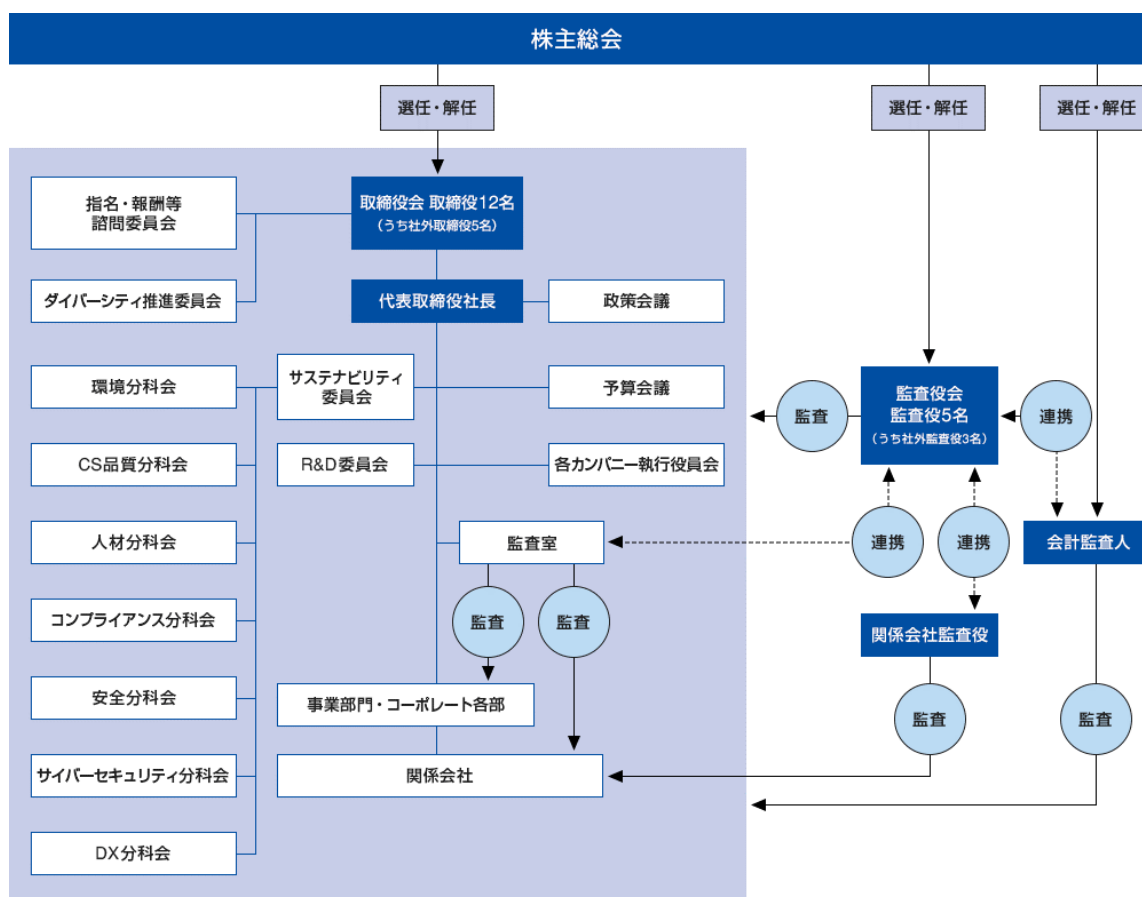 株主総会
選任・解任
選任・解任
選任・解任
指名・報酬等
諮問委員会
取締役会 取締役12名
（うち社外取締役5名）
ダイバーシティ推進委員会
代表取締役社長
政策会議
環境分科会
サステナビリティ
委員会
予算会議
監査
監査役会
監査役5名
（うち社外監査役3名）
連携
CS品質分科会
R&D委員会
各カンパニー執行役員会
人材分科会
監査室
連携
連携
会計監査人
コンプライアンス分科会
監査
監査
関係会社監査役
安全分科会
事業部門・コーポレート各部
監査
監査
サイバーセキュリティ分科会
関係会社
DX分科会